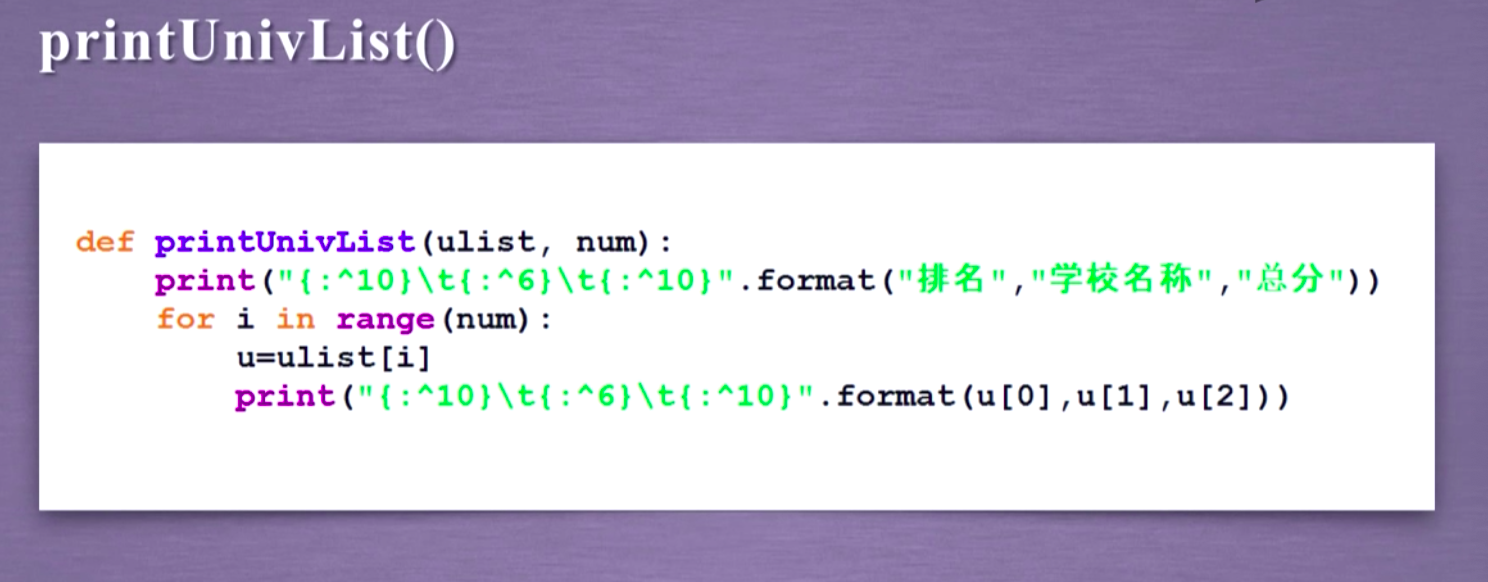 printUnivList()
def printUnivList(ulist, num):
    print("{:^10}\t{:^6}\t{:^10}".format("排名","学校名称","总分"))
    for i in range(num):
        u=ulist[i]
        print("{:^10}\t{:^6}\t{:^10}".format(u[0],u[1],u[2]))